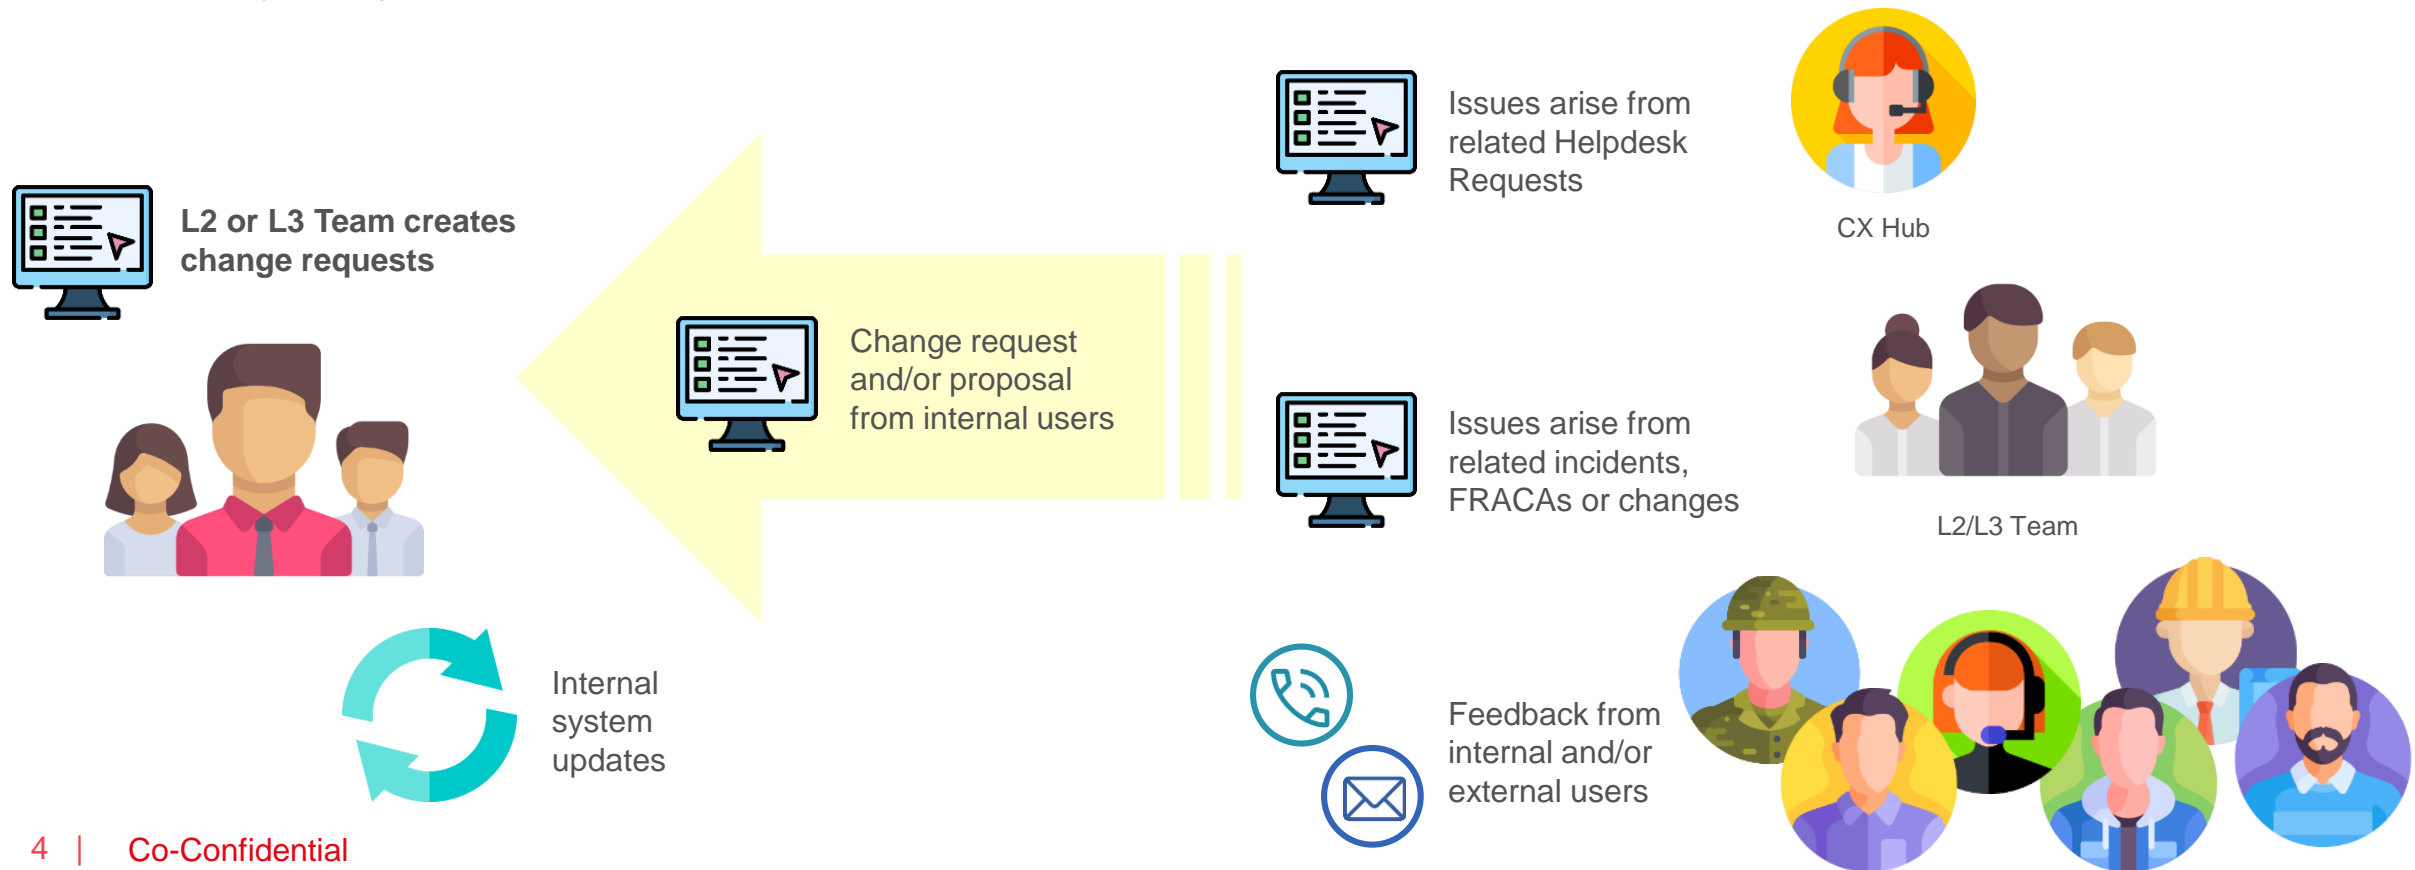 L2 or L3 Team creates
change requests
Change request
and/or proposal
from internal users
Issues arise from
related Helpdesk
Requests
CX Hub
Issues arise from
related incidents,
FRACAs or changes
L2/L3 Team
Internal
system
updates
Feedback from
internal and/or
external users
4 | Co-Confidential